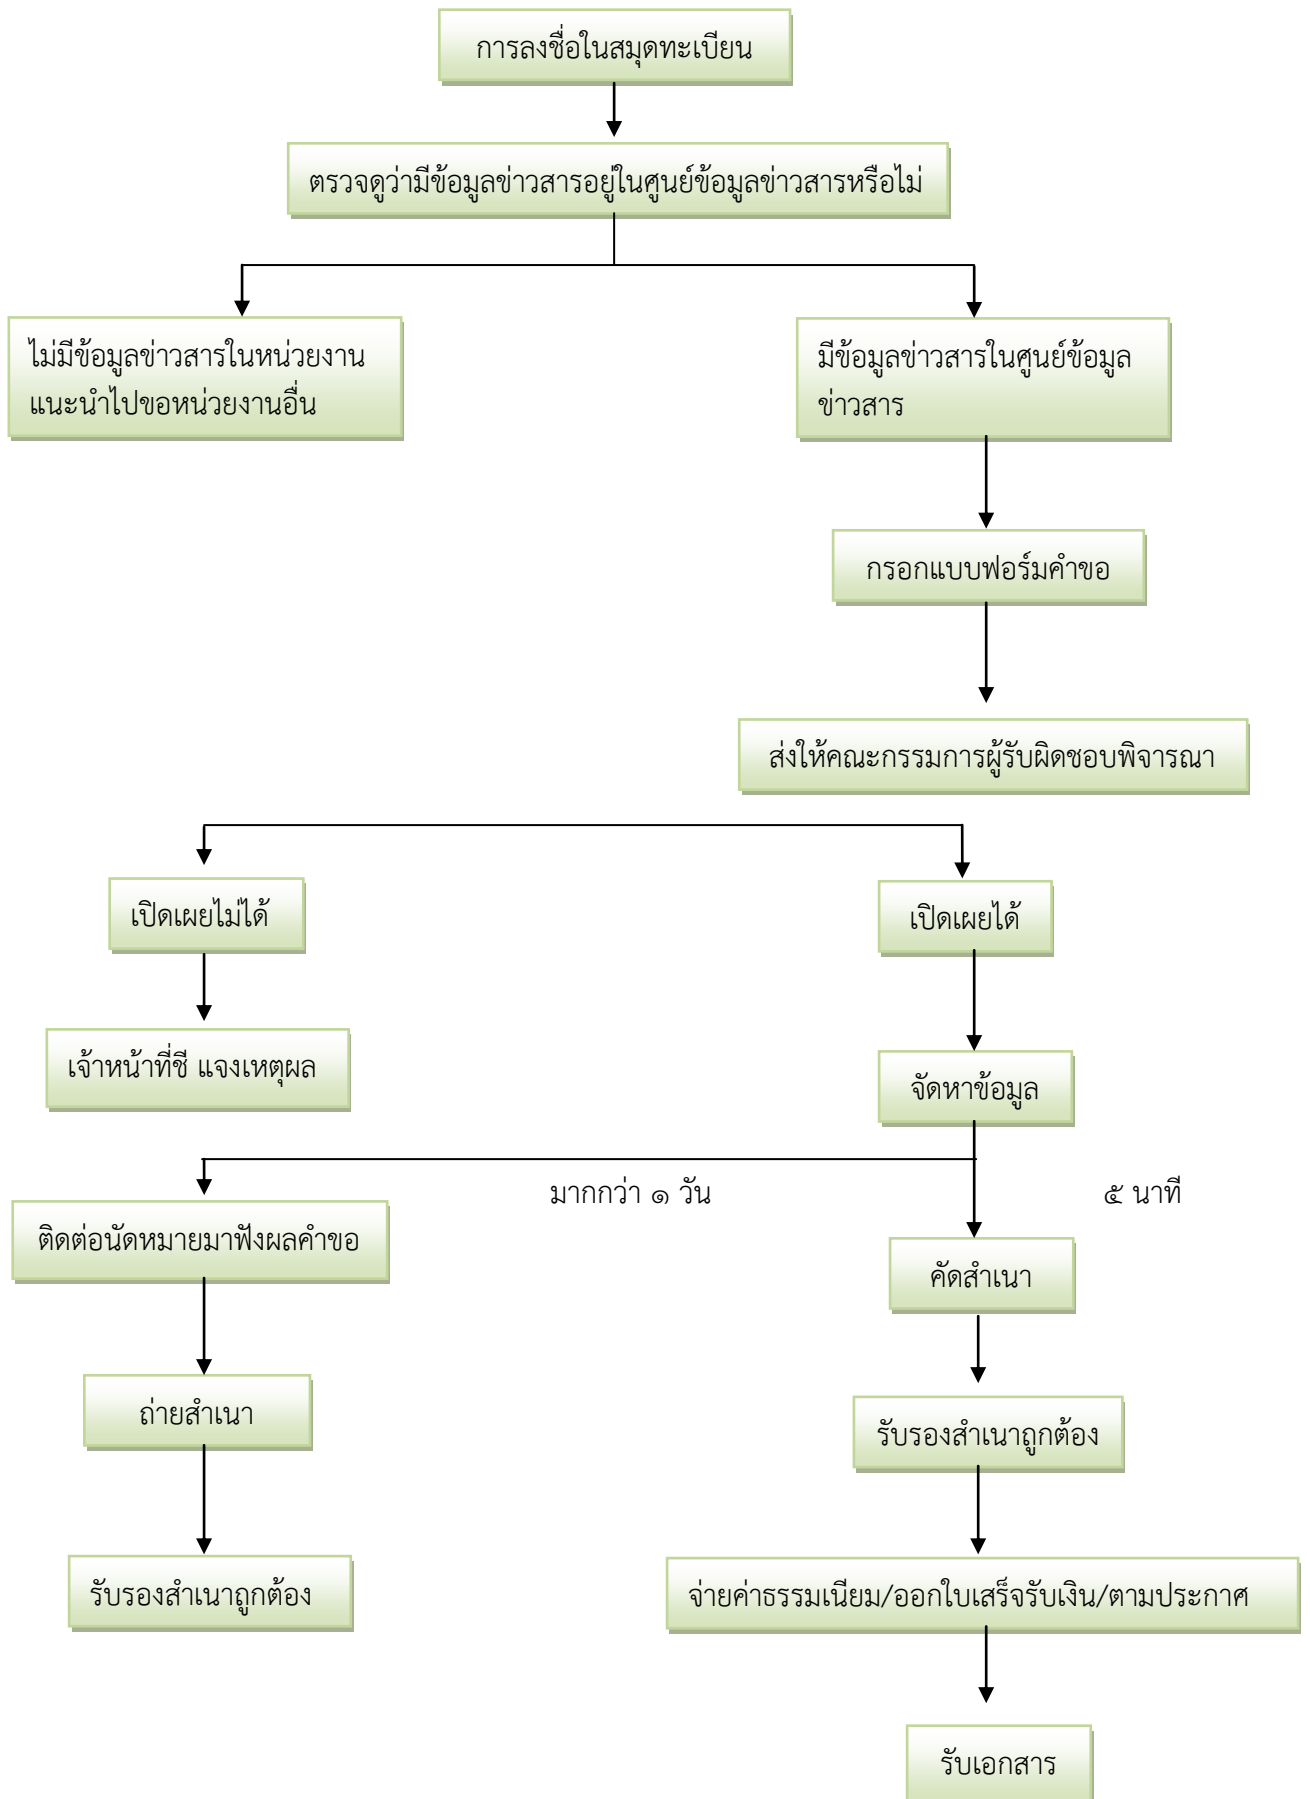 การลงชื่อในสมุดทะเบียน
ตรวจดูว่ามีข้อมูลข่าวสารอยู่ในศูนย์ข้อมูลข่าวสารหรือไม่
ไม่มีข้อมูลข่าวสารในหน่วยงาน
แนะนำไปขอหน่วยงานอื่น
มีข้อมูลข่าวสารในศูนย์ข้อมูล
ข่าวสาร
กรอกแบบฟอร์มคำขอ
ส่งให้คณะกรรมการผู้รับผิดชอบพิจารณา
เปิดเผยไม่ได้
เปิดเผยได้
เจ้าหน้าที่ชี แจงเหตุผล
จัดหาข้อมูล
มากกว่า ๑ วัน
๕ นาที
ติดต่อนัดหมายมาฟังผลคำขอ
คัดสำเนา
ถ่ายสำเนา
รับรองสำเนาถูกต้อง
รับรองสำเนาถูกต้อง
จ่ายค่าธรรมเนียม/ออกใบเสร็จรับเงิน/ตามประกาศ
รับเอกสาร